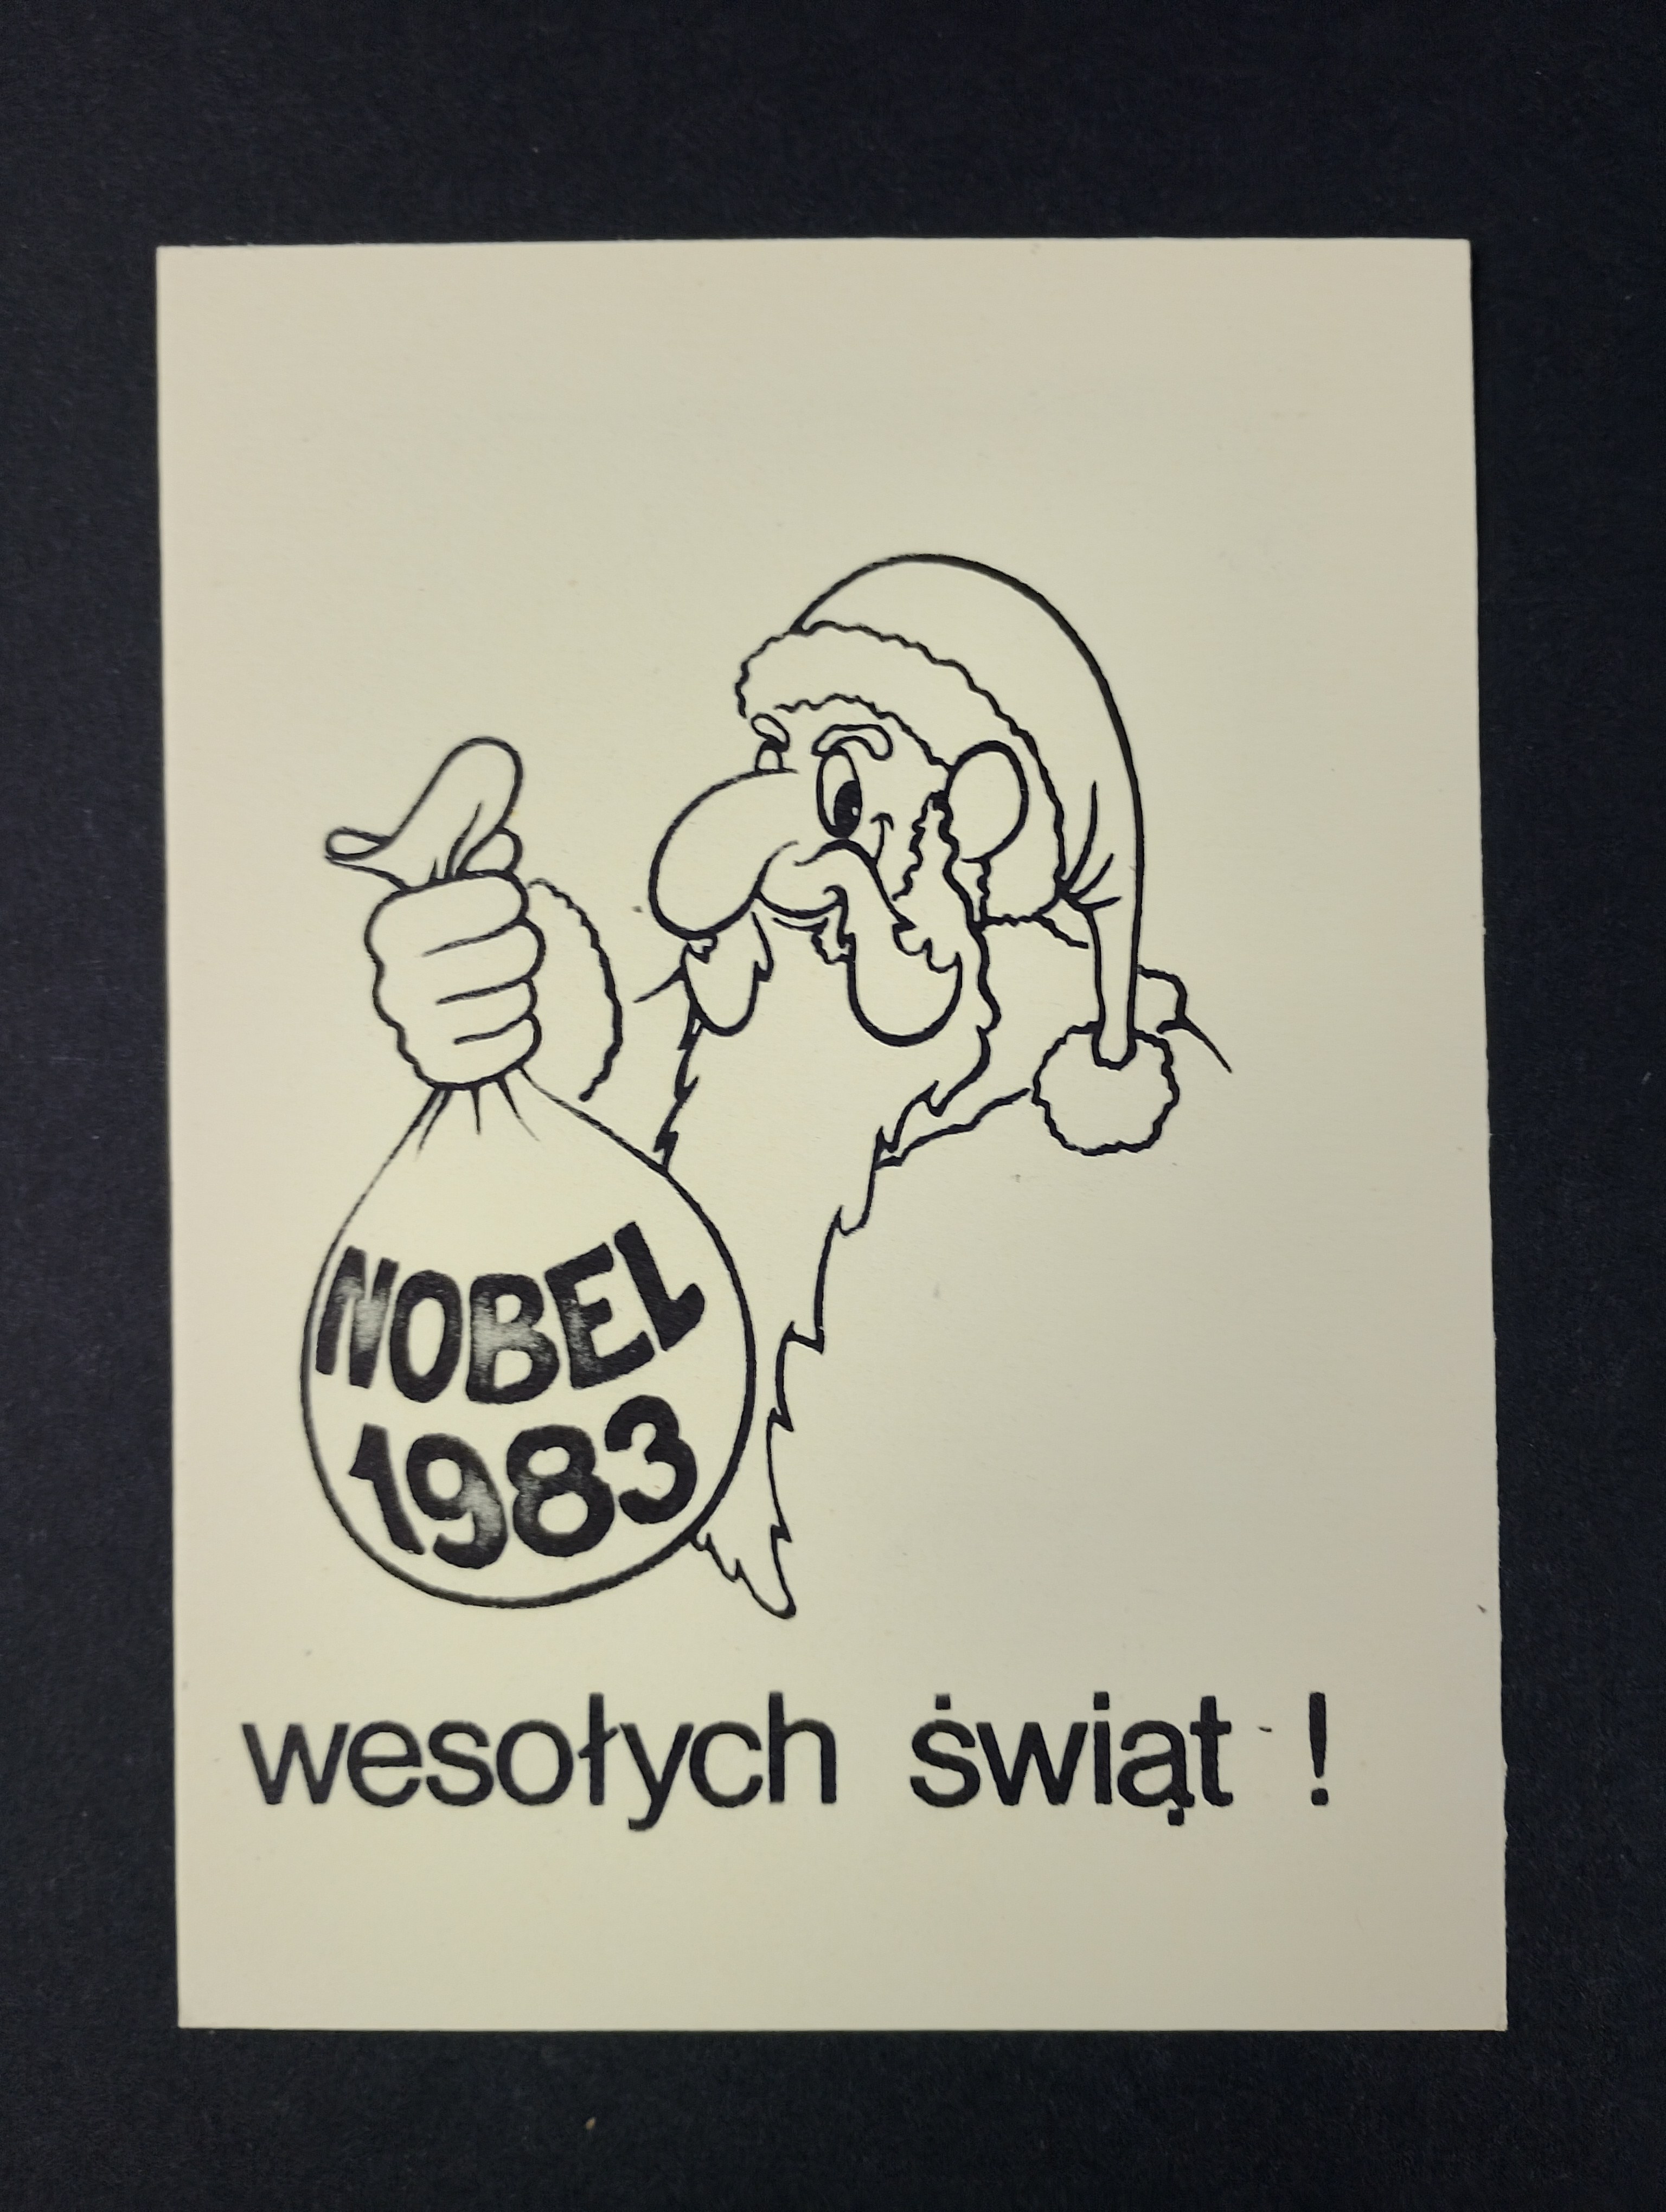 NOBEL
1983
wesołych świąt !